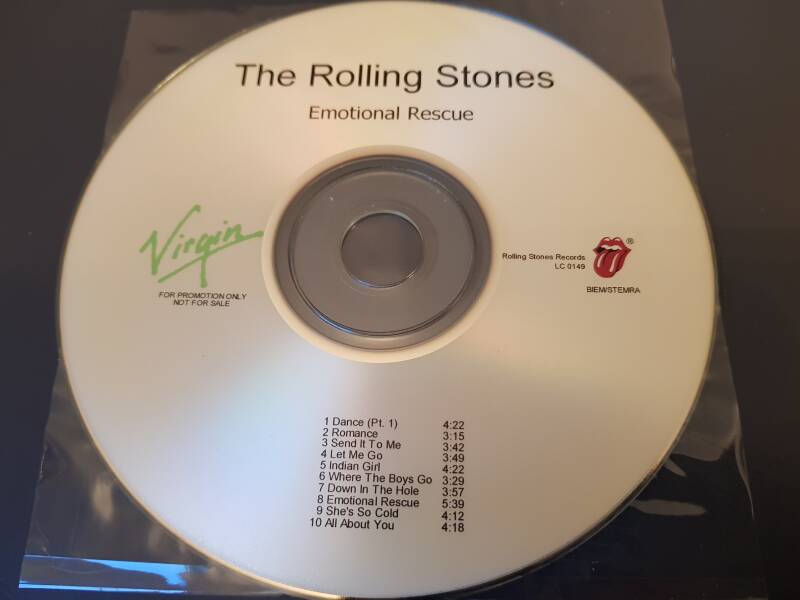 The Rolling Stones
Emotional Rescue
Virgin
FOR PROMOTION ONLY
NOT FOR SALE
Rolling Stones Records
LC 0149
®
BIEM/STEMRA
1 Dance (Pt. 1) 4:22
2 Romance 3:15
3 Send It To Me 3:42
4 Let Me Go 3:49
5 Indian Girl 4:22
6 Where The Boys Go 3:29
7 Down In The Hole 3:57
8 Emotional Rescue 5:39
9 She's So Cold 4:12
10 All About You 4:18